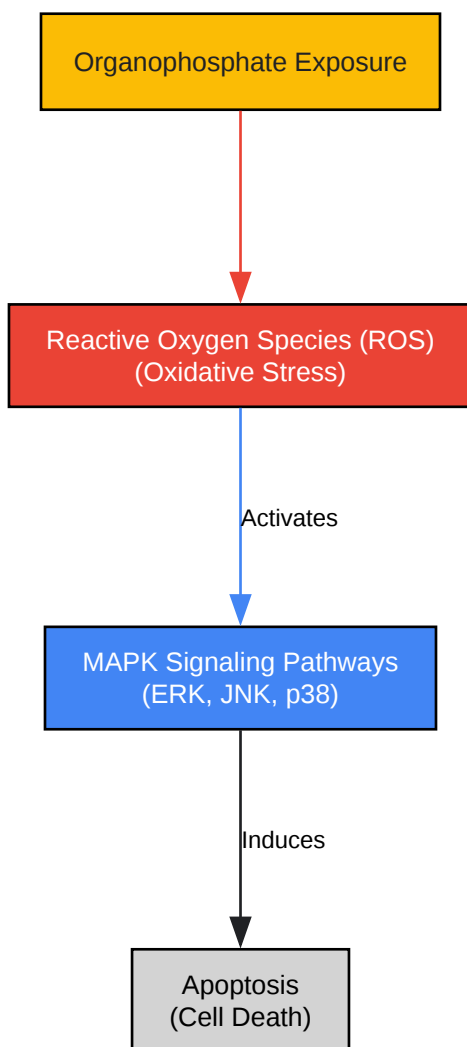 Organophosphate Exposure
Reactive Oxygen Species (ROS)
(Oxidative Stress)
Activates
MAPK Signaling Pathways
(ERK, JNK, p38)
Induces
Apoptosis
(Cell Death)